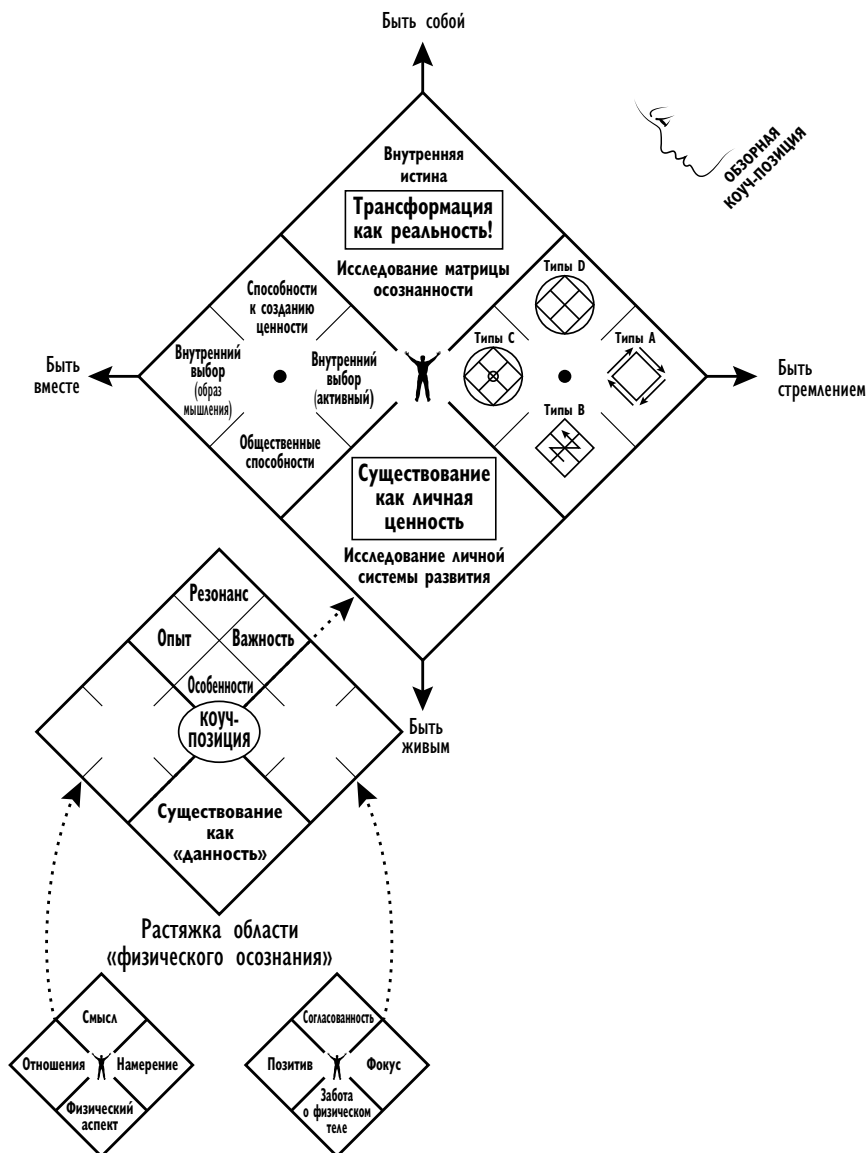 Быть собой
ОБЗОРНАЯ
КОУЧ-ПОЗИЦИЯ
Внутренняя
истина
Трансформация
как реальность!
Исследование матрицы
осознанности
Способности
к созданию
ценности
Внутренний
выбор
(образ
мышления)
Внутренний
выбор
(активный)
Общественные
способности
Типы D
Типы C
Типы A
Типы B
Быть
вместе
Быть
стремлением
Существование
как личная
ценность
Исследование личной
системы развития
Быть
живым
Резонанс
Опыт
Важность
Особенности
КОУЧ-
ПОЗИЦИЯ
Существование
как
«данность»
Растяжка области
«физического осознания»
Смысл
Отношения
Намерение
Физический
аспект
Согласованность
Позитив
Фокус
Забота
о физическом
теле